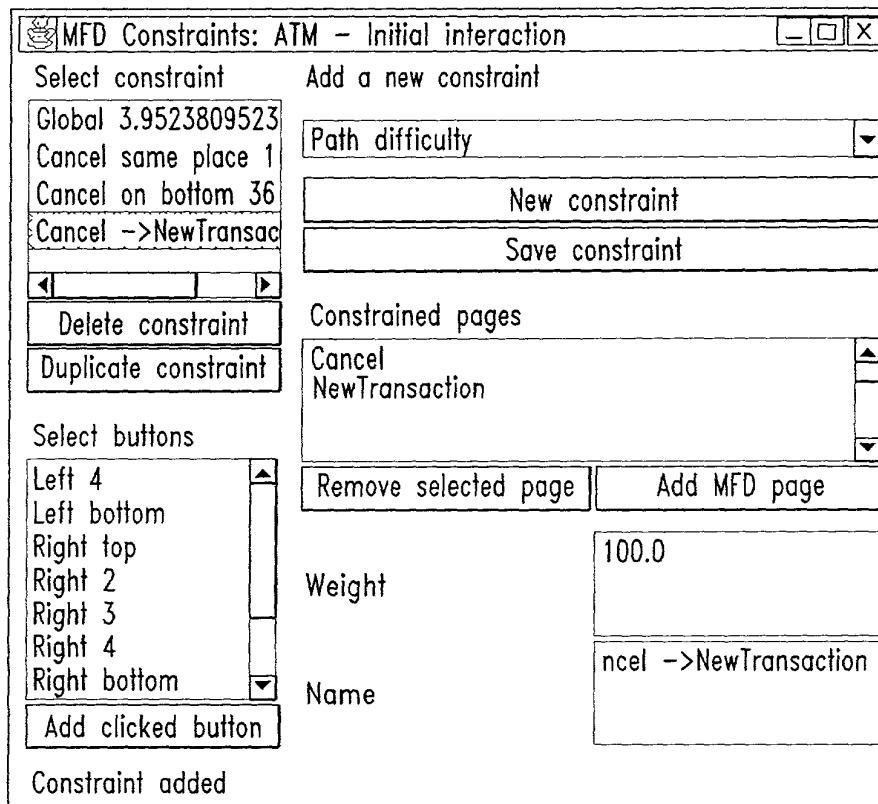 MFD Constraints: ATM – Initial interaction
Select constraint
Global 3.9523809523
Cancel same place 1
Cancel on bottom 36
Cancel ->NewTransac
Delete constraint
Duplicate constraint
Select buttons
Left 4
Left bottom
Right top
Right 2
Right 3
Right 4
Right bottom
Add clicked button
Constraint added
Add a new constraint
Path difficulty
New constraint
Save constraint
Constrained pages
Cancel
NewTransaction
Remove selected page
Add MFD page
Weight
100.0
Name
ncel ->NewTransaction